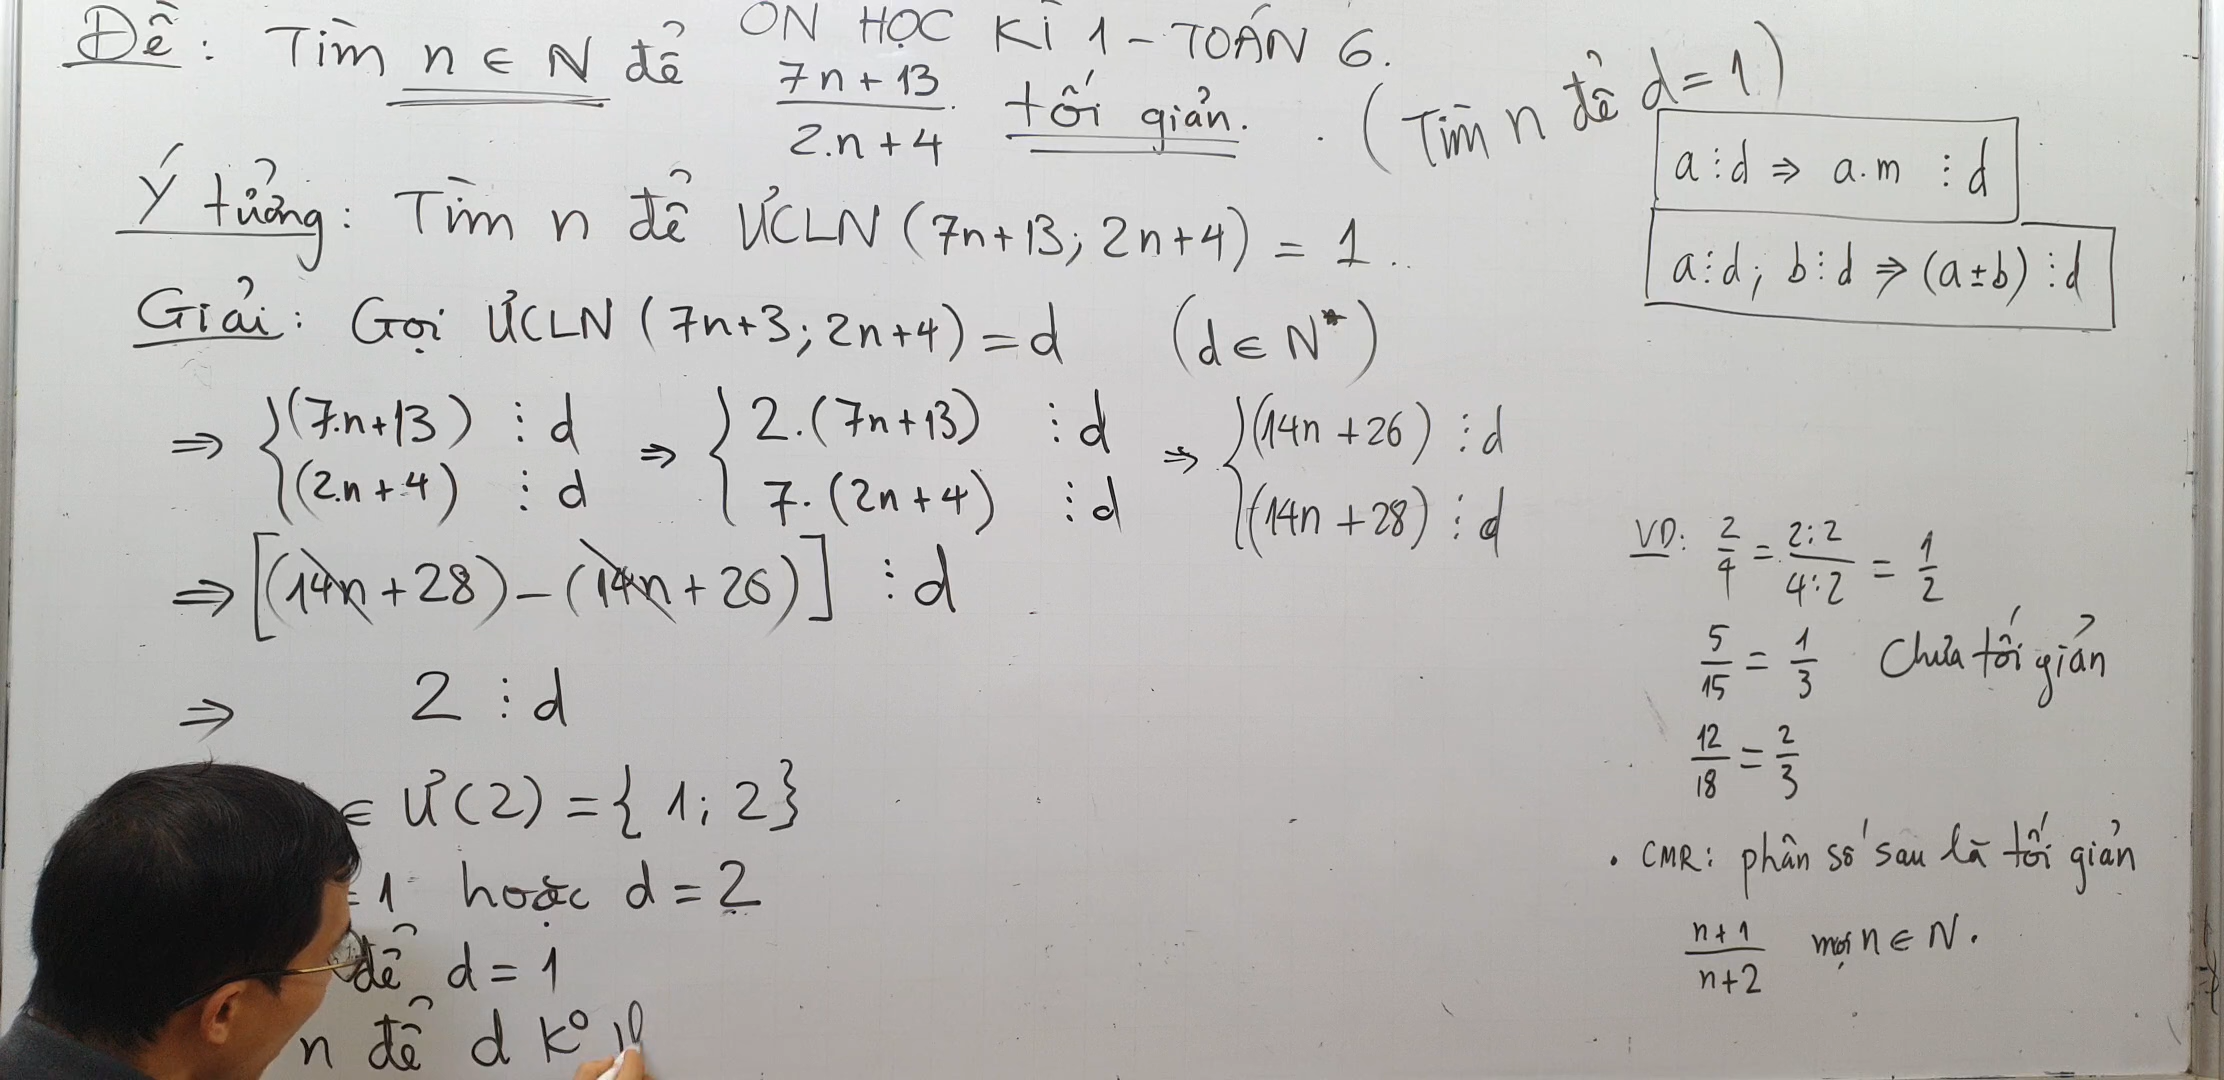 ÔN HỌC KÌ 1 - TOÁN 6.
Đề: Tìm n ∈ N để (7n + 13)/(2.n + 4) tối giản. (Tìm n để d = 1)
Ý tưởng: Tìm n để ƯCLN (7n+13; 2n+4) = 1.
Giải: Gọi ƯCLN (7n+3; 2n+4) = d (d ∈ N*)
⇒ { (7.n+13) ⋮ d ⇒ { 2.(7n+13) ⋮ d ⇒ { (14n + 26) ⋮ d
(2.n + 4) ⋮ d 7.(2n + 4) ⋮ d (14n + 28) ⋮ d
⇒ [(14n + 28) - (14n + 26)] ⋮ d
⇒ 2 ⋮ d
∈ Ư(2) = { 1; 2}
= 1 hoặc d = 2
để d = 1
n để d k°
a ⋮ d ⇒ a.m ⋮ d
a ⋮ d; b ⋮ d ⇒ (a ± b) ⋮ d
VD: 2/4 = 2:2/4:2 = 1/2
5/15 = 1/3 Chưa tối giản
12/18 = 2/3
. CMR: phân số sau là tối giản
n+1/n+2 mọi n ∈ N.